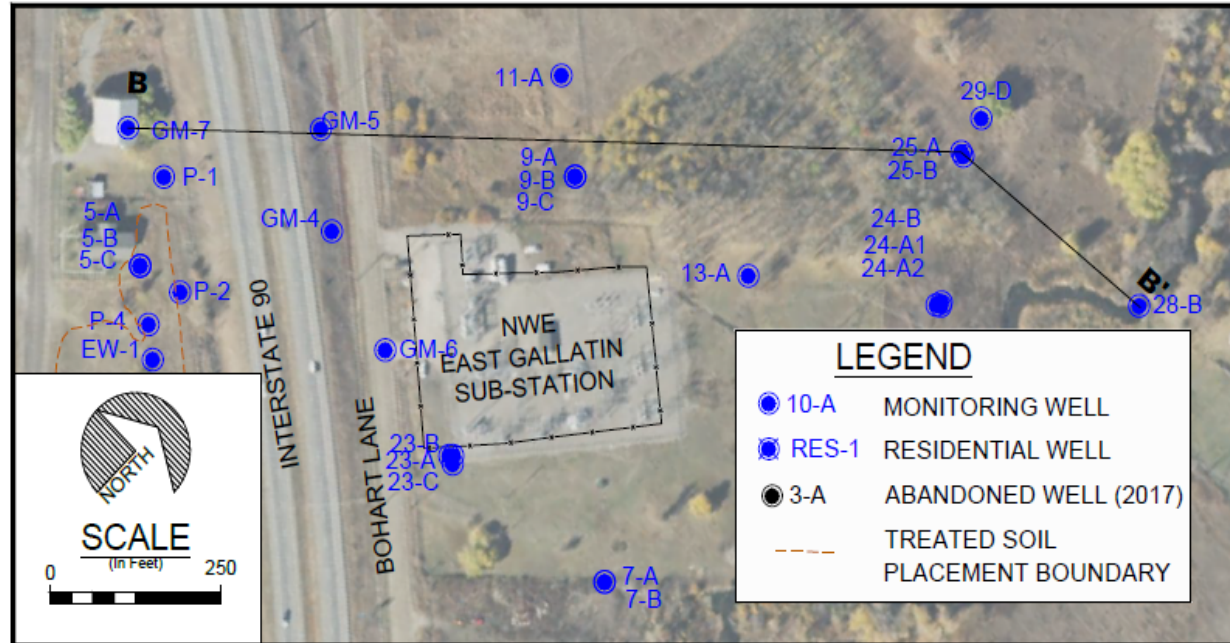 B
GM-7
GM-5
11-A
29-D
P-1
9-A
9-B
9-C
25-A
25-B
5-A
5-B
5-C
GM-4
24-B
24-A1
24-A2
13-A
P-2
B'
28-B
P-4
EW-1
GM-6
NWE
EAST GALLATIN
SUB-STATION
INTERSTATE 90
BOHART LANE
23-B
23-A
23-C
7-A
7-B
NORTH
SCALE
(In Feet)
0 250
LEGEND
10-A MONITORING WELL
RES-1 RESIDENTIAL WELL
3-A ABANDONED WELL (2017)
TREATED SOIL
PLACEMENT BOUNDARY